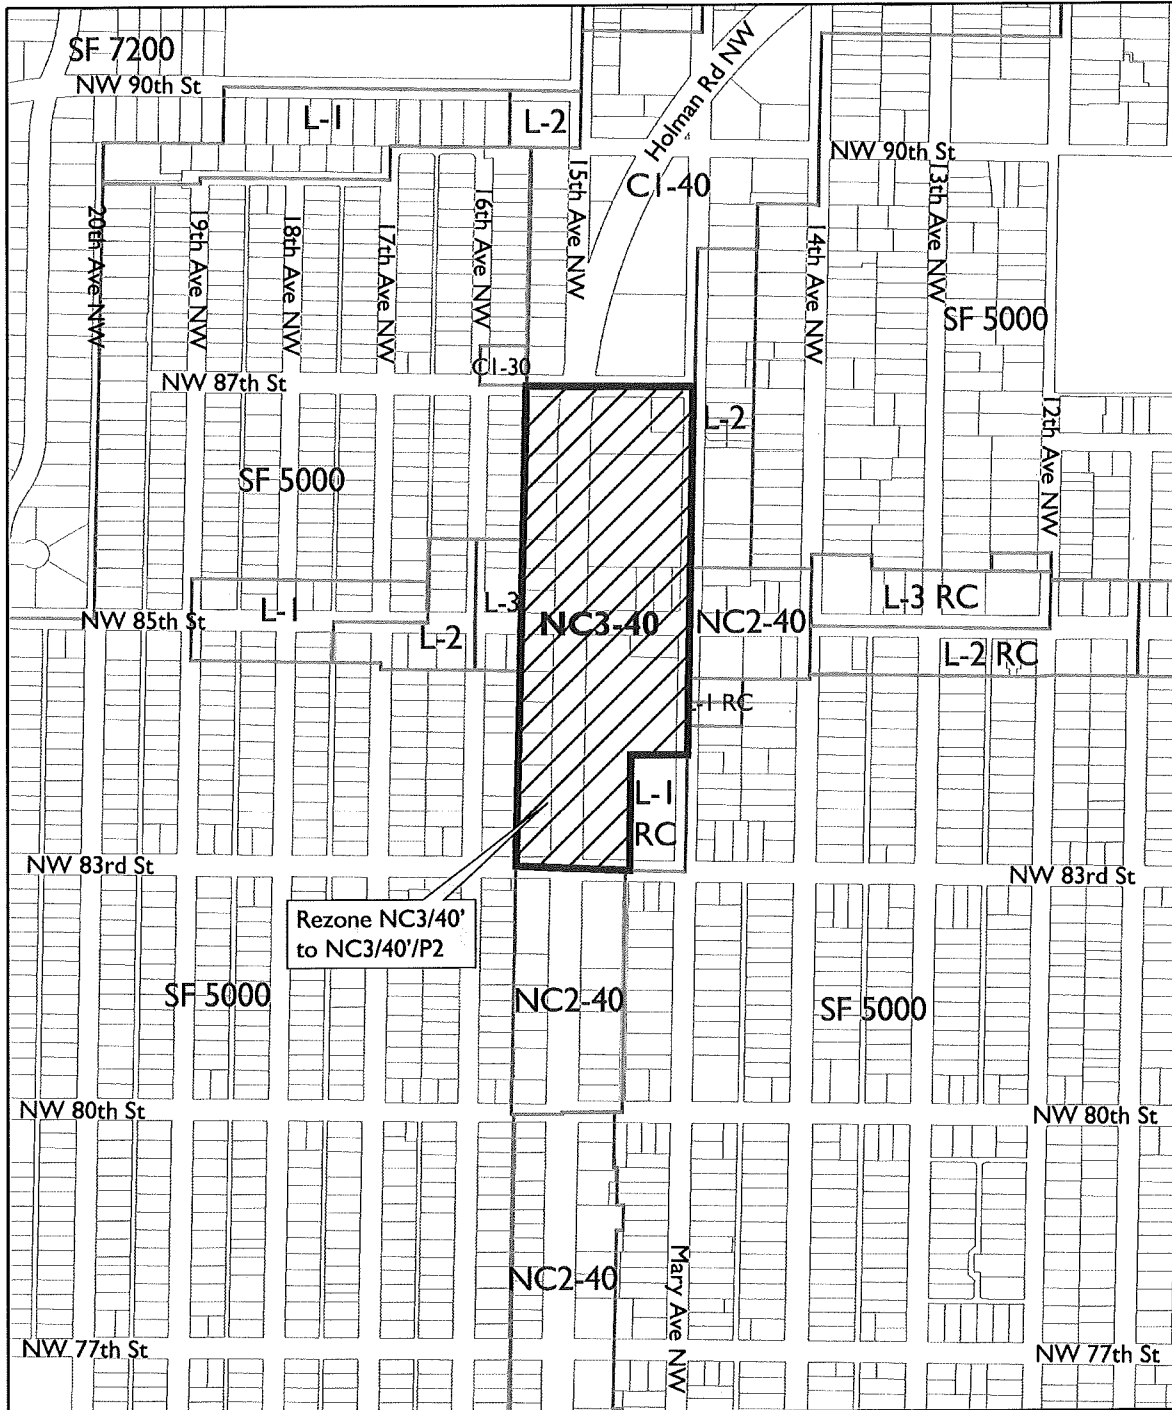 SF 7200
NW 90th St
Holman Rd NW
L-1
L-2
NW 90th St
C1-40
20th Ave NW
19th Ave NW
18th Ave NW
17th Ave NW
16th Ave NW
15th Ave NW
14th Ave NW
13th Ave NW
SF 5000
C1-30
NW 87th St
L-2
12th Ave NW
SF 5000
L-1
L-3
NC3-40
NC2-40
L-3 RC
NW 85th St
L-2
L-2 RC
L-1 RC
L-1
RC
NW 83rd St
NW 83rd St
Rezone NC3/40'
to NC3/40'/P2
SF 5000
NC2-40
SF 5000
NW 80th St
NW 80th St
NC2-40
Mary Ave NW
NW 77th St
NW 77th St